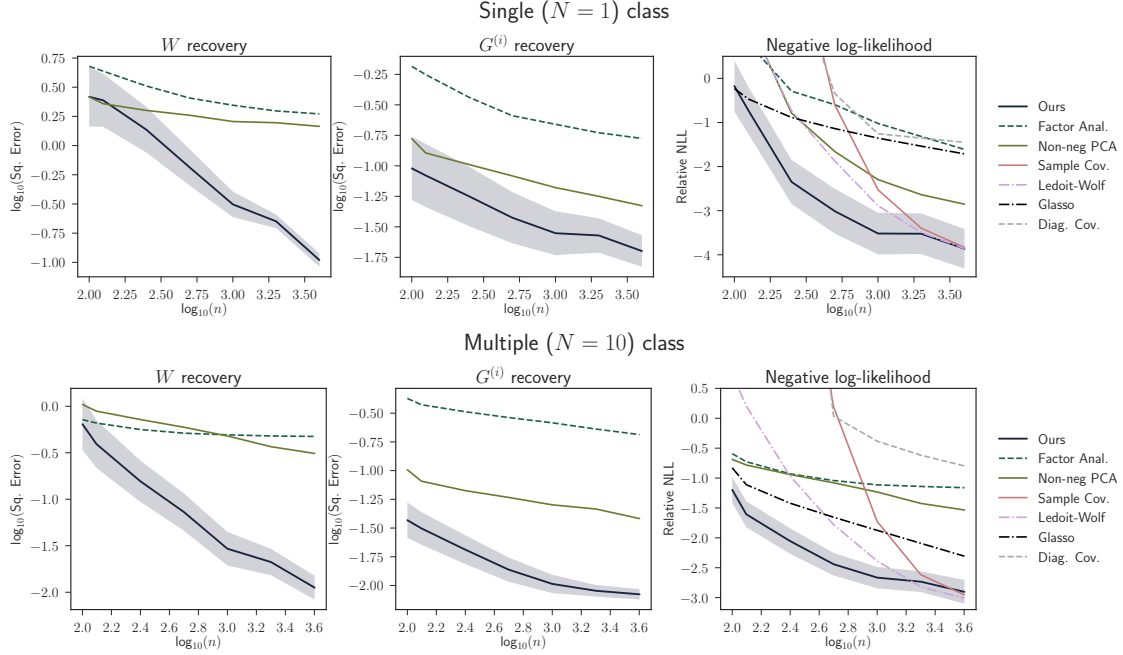 Single (N = 1) class
W recovery
log₁₀(Sq. Error)
0.75
0.50
0.25
0.00
−0.25
−0.50
−0.75
−1.00
2.00 2.25 2.50 2.75 3.00 3.25 3.50
log₁₀(n)
G⁽ⁱ⁾ recovery
log₁₀(Sq. Error)
−0.25
−0.50
−0.75
−1.00
−1.25
−1.50
−1.75
2.00 2.25 2.50 2.75 3.00 3.25 3.50
log₁₀(n)
Negative log-likelihood
Relative NLL
0
−1
−2
−3
−4
2.00 2.25 2.50 2.75 3.00 3.25 3.50
log₁₀(n)
Ours
Factor Anal.
Non-neg PCA
Sample Cov.
Ledoit-Wolf
Glasso
Diag. Cov.
Multiple (N = 10) class
W recovery
log₁₀(Sq. Error)
0.0
−0.5
−1.0
−1.5
−2.0
2.0 2.2 2.4 2.6 2.8 3.0 3.2 3.4 3.6
log₁₀(n)
G⁽ⁱ⁾ recovery
log₁₀(Sq. Error)
−0.50
−0.75
−1.00
−1.25
−1.50
−1.75
−2.00
2.0 2.2 2.4 2.6 2.8 3.0 3.2 3.4 3.6
log₁₀(n)
Negative log-likelihood
Relative NLL
0.5
0.0
−0.5
−1.0
−1.5
−2.0
−2.5
−3.0
2.0 2.2 2.4 2.6 2.8 3.0 3.2 3.4 3.6
log₁₀(n)
Ours
Factor Anal.
Non-neg PCA
Sample Cov.
Ledoit-Wolf
Glasso
Diag. Cov.